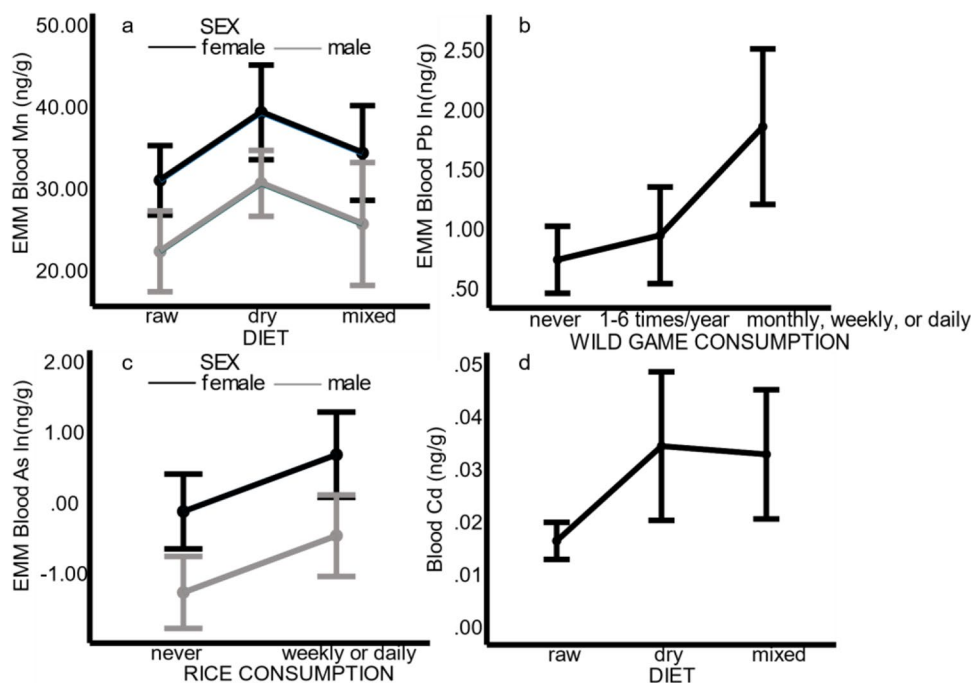 a
SEX
female male
50.00
40.00
30.00
20.00
EMM Blood Mn (ng/g)
raw dry mixed
DIET
b
2.50
2.00
1.50
1.00
.50
EMM Blood Pb ln(ng/g)
never 1-6 times/year monthly, weekly, or daily
WILD GAME CONSUMPTION
c
SEX
female male
2.00
1.00
.00
-1.00
EMM Blood As ln(ng/g)
never weekly or daily
RICE CONSUMPTION
d
.05
.04
.03
.02
.01
.00
Blood Cd (ng/g)
raw dry mixed
DIET